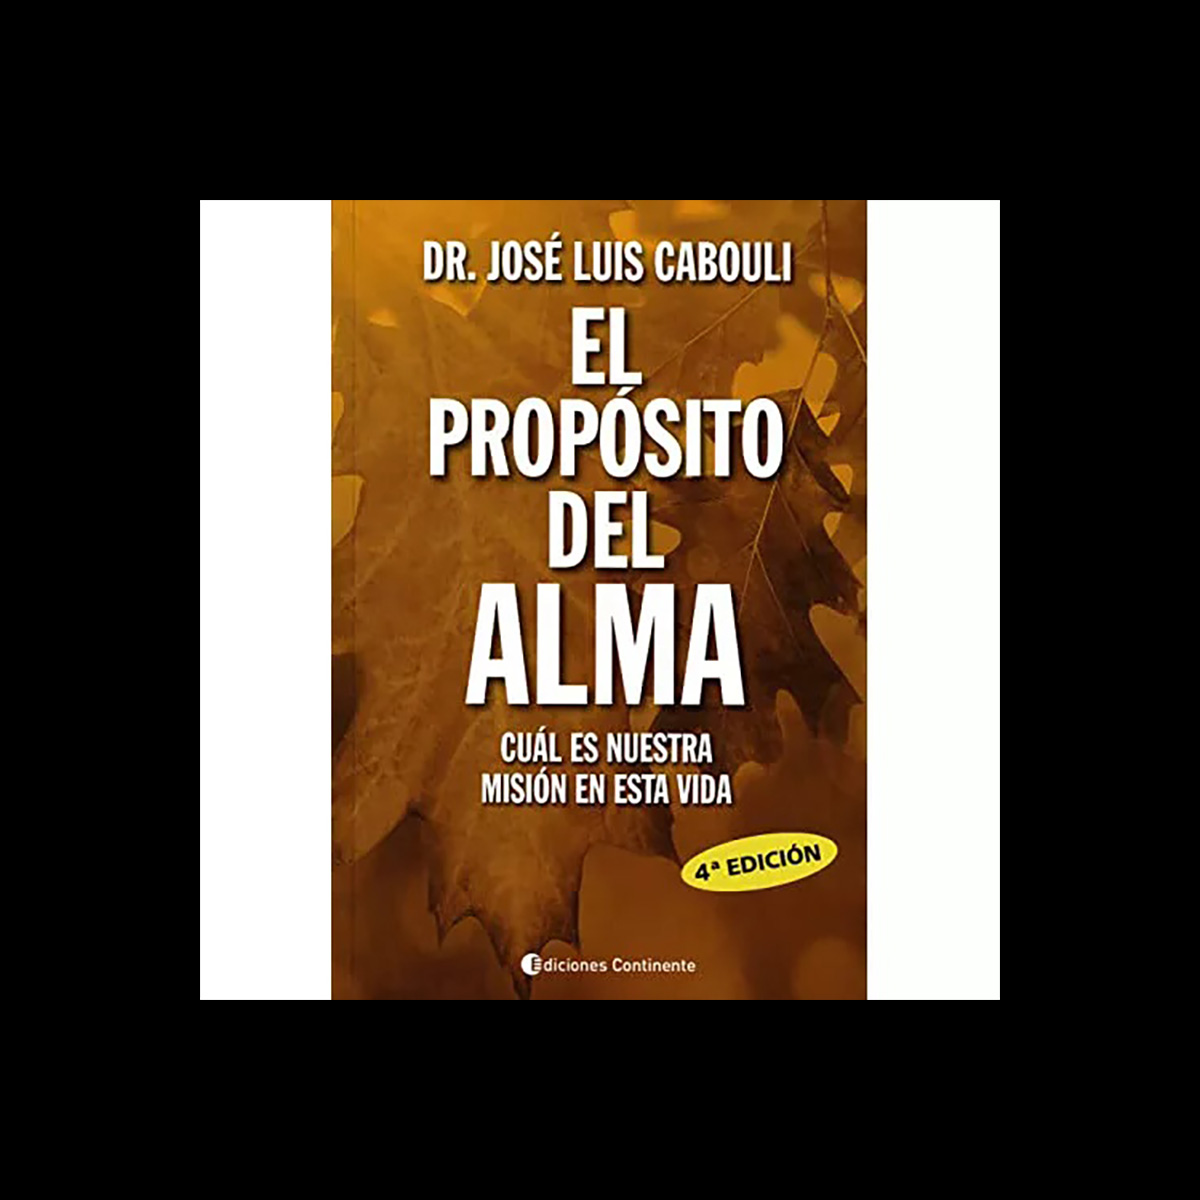 DR. JOSÉ LUIS CABOULI
EL
PROPÓSITO
DEL
ALMA
CUÁL ES NUESTRA
MISIÓN EN ESTA VIDA
4ª EDICIÓN
Ediciones Continente